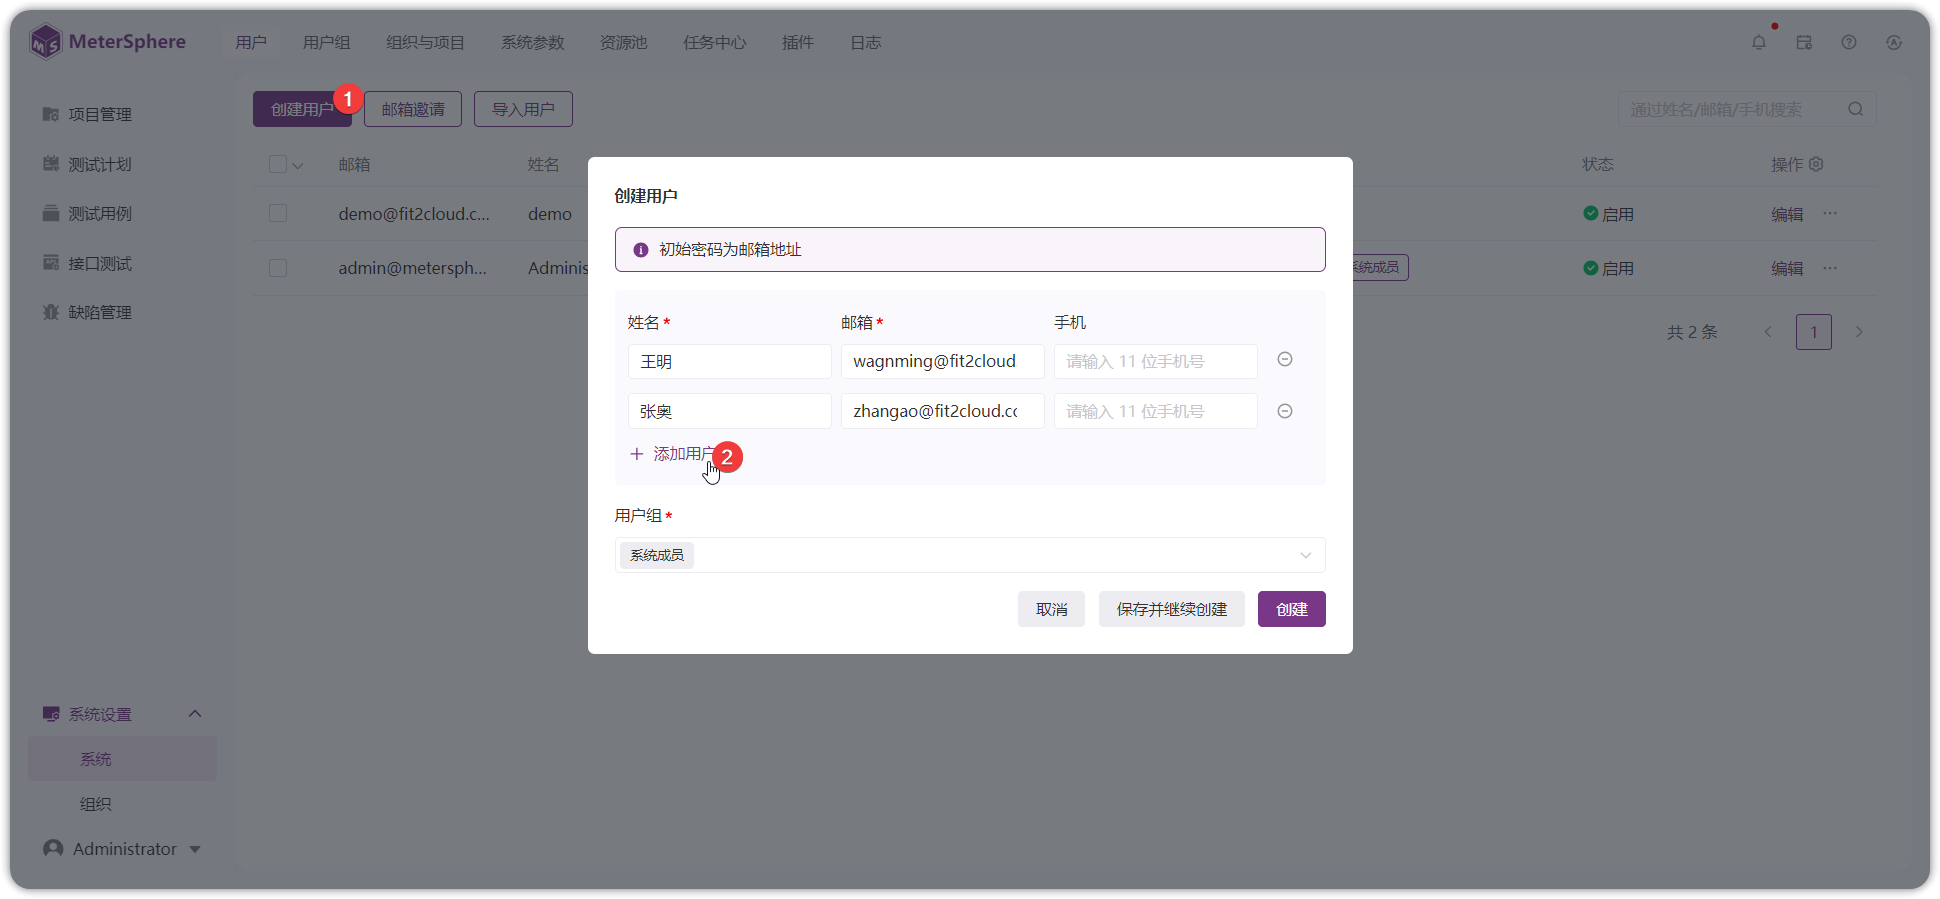 MeterSphere
用户 用户组 组织与项目 系统参数 资源池 任务中心 插件 日志
项目管理
测试计划
测试用例
接口测试
缺陷管理
系统设置
系统
组织
Administrator
创建用户 1 邮箱邀请 导入用户 通过姓名/邮箱/手机搜索
邮箱 姓名 状态 操作
demo@fit2cloud.c... demo 启用 编辑 ...
admin@metersph... Adminis 系统成员 启用 编辑 ...
共 2 条 < 1 >
创建用户
初始密码为邮箱地址
姓名* 邮箱* 手机
王明 wagnming@fit2cloud 请输入 11 位手机号
张奥 zhangao@fit2cloud.cc 请输入 11 位手机号
+ 添加用户 2
用户组*
系统成员
取消 保存并继续创建 创建